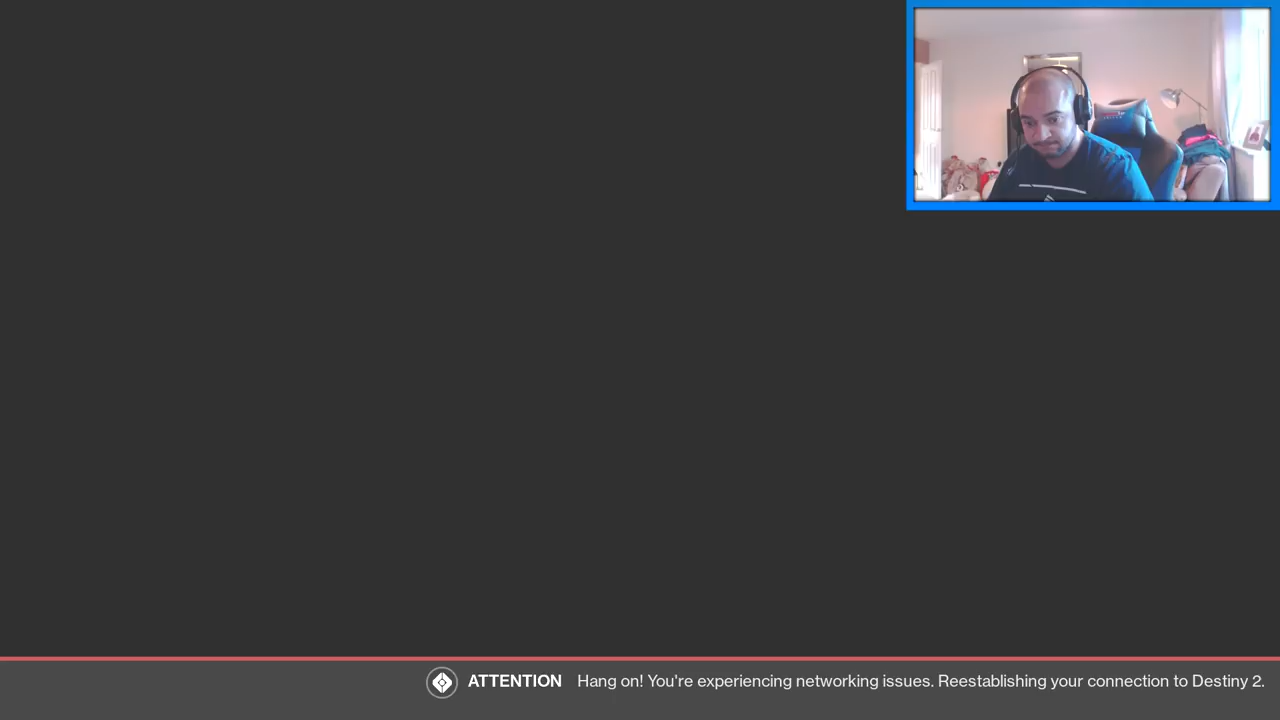 ATTENTION Hang on! You're experiencing networking issues. Reestablishing your connection to Destiny 2.